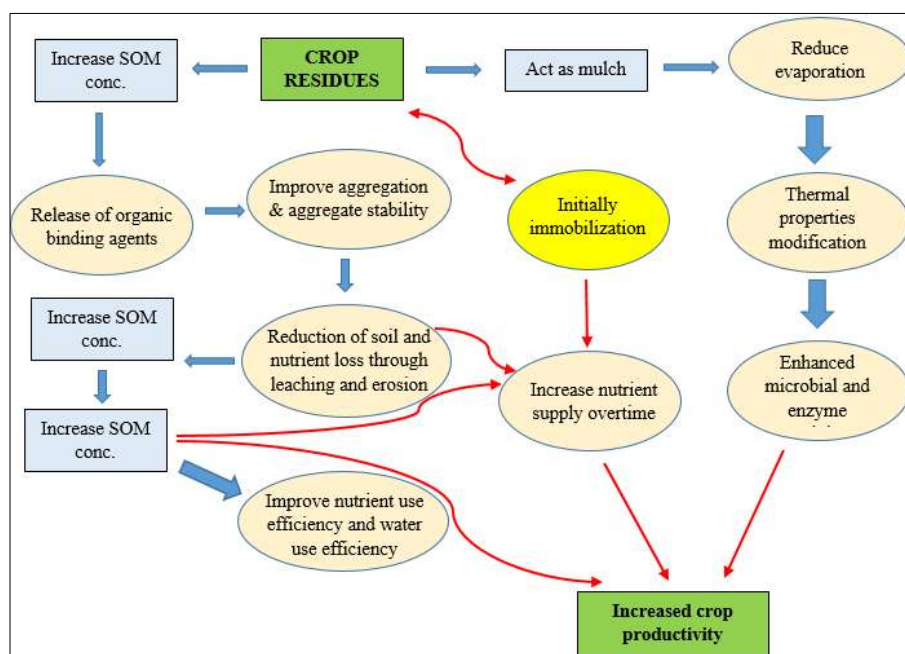 Increase SOM
conc.
CROP
RESIDUES
Act as mulch
Reduce
evaporation
Release of organic
binding agents
Improve aggregation
& aggregate stability
Initially
immobilization
Thermal
properties
modification
Increase SOM
conc.
Reduction of soil and
nutrient loss through
leaching and erosion
Increase nutrient
supply overtime
Enhanced
microbial and
enzyme
Increase SOM
conc.
Improve nutrient use
efficiency and water
use efficiency
Increased crop
productivity